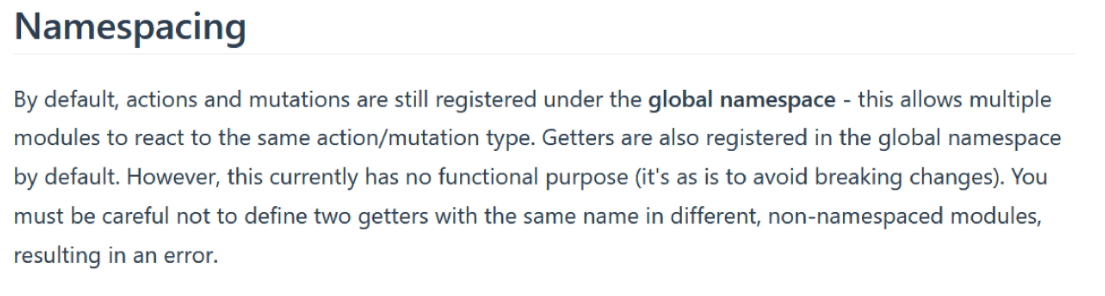 Namespacing
By default, actions and mutations are still registered under the global namespace - this allows multiple
modules to react to the same action/mutation type. Getters are also registered in the global namespace
by default. However, this currently has no functional purpose (it's as is to avoid breaking changes). You
must be careful not to define two getters with the same name in different, non-namespaced modules,
resulting in an error.